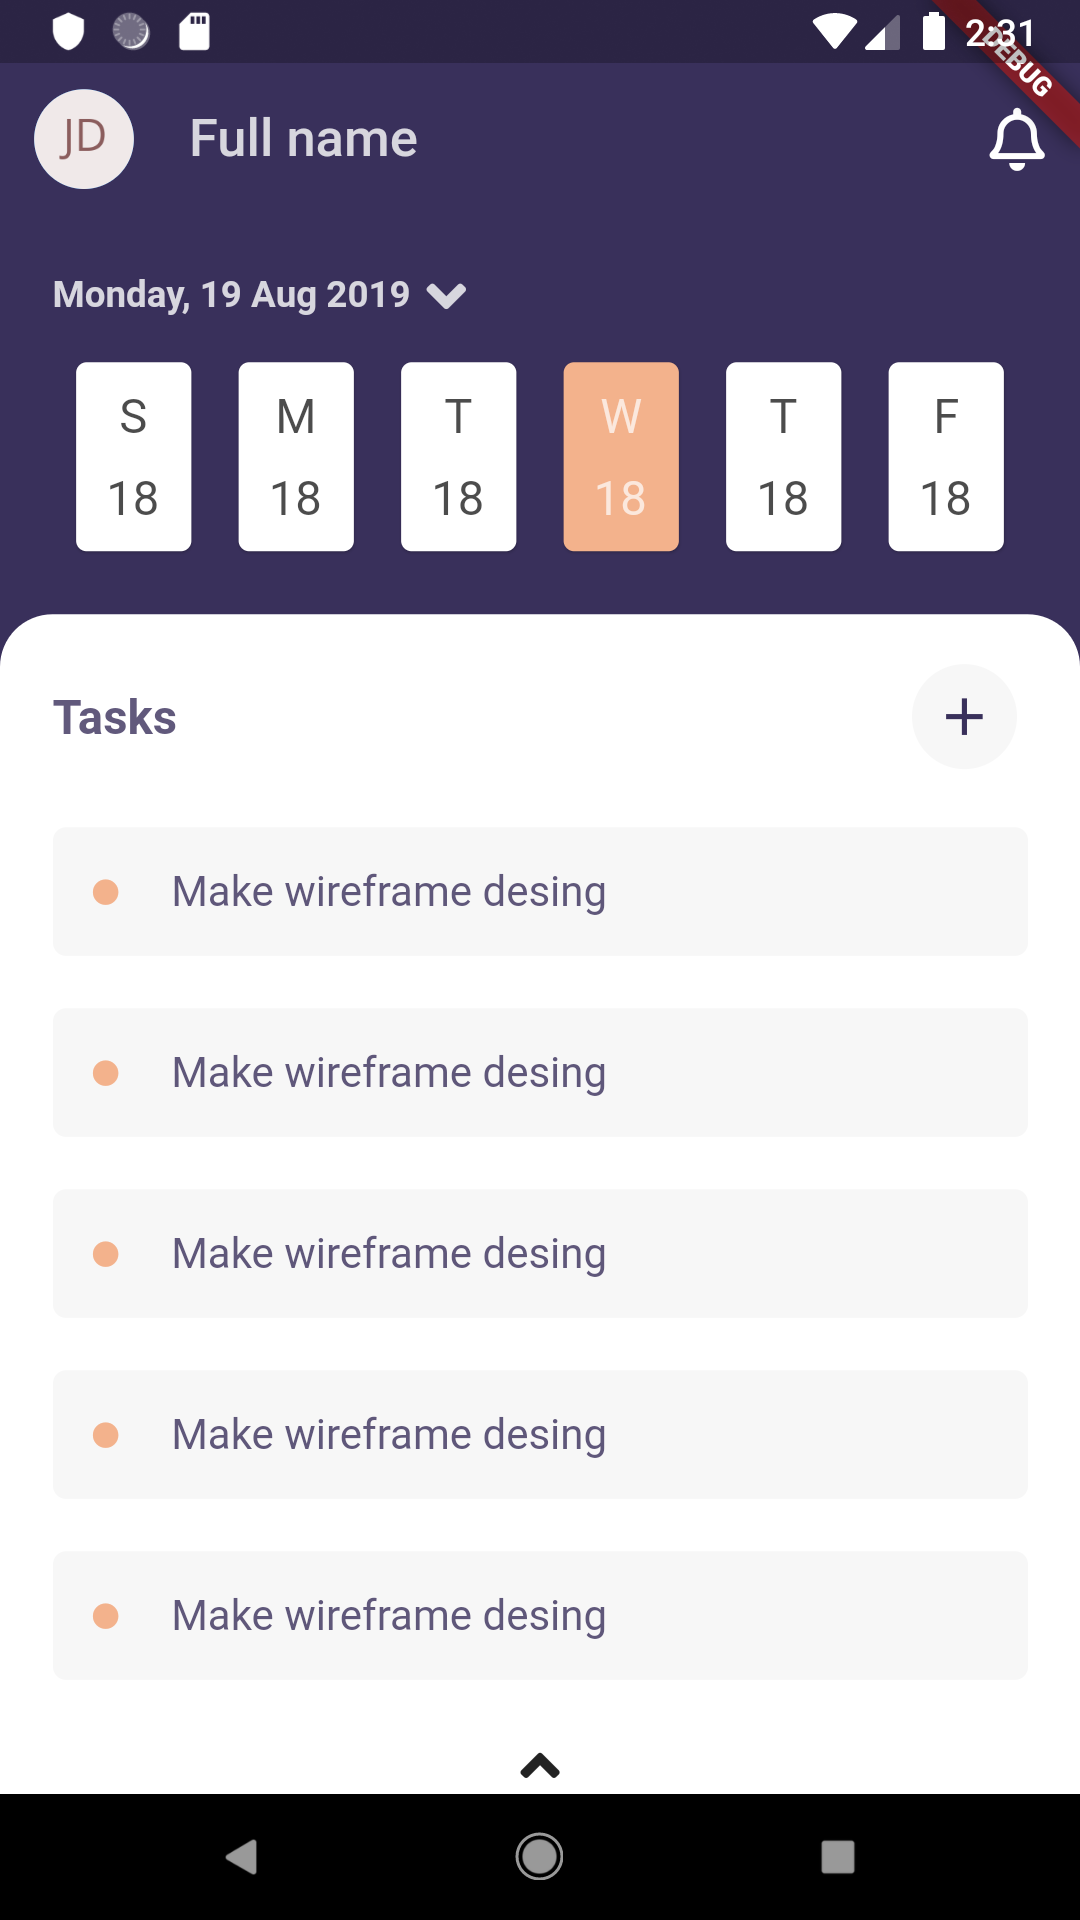 2:31
DEBUG
JD Full name
Monday, 19 Aug 2019
S M T W T F
18 18 18 18 18 18
Tasks
Make wireframe desing
Make wireframe desing
Make wireframe desing
Make wireframe desing
Make wireframe desing